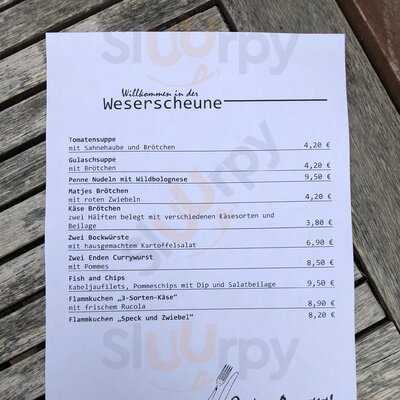 Willkommen in der
Weserscheune
Tomatensuppe
mit Sahnehaube und Brötchen 4,20 €
Gulaschsuppe
mit Brötchen 4,20 €
Penne Nudeln mit Wildbolognese 9,50 €
Matjes Brötchen
mit roten Zwiebeln 4,20 €
Käse Brötchen
zwei Hälften belegt mit verschiedenen Käsesorten und
Beilage 3,80 €
Zwei Bockwürste
mit hausgemachtem Kartoffelsalat 6,90 €
Zwei Enden Currywurst
mit Pommes 8,50 €
Fish and Chips
Kabeljaufilets, Pommeschips mit Dip und Salatbeilage 9,50 €
Flammkuchen „3-Sorten-Käse"
mit frischem Rucola 8,90 €
Flammkuchen „Speck und Zwiebel" 8,20 €
Sluurpy
Sluurpy
Sluurpy